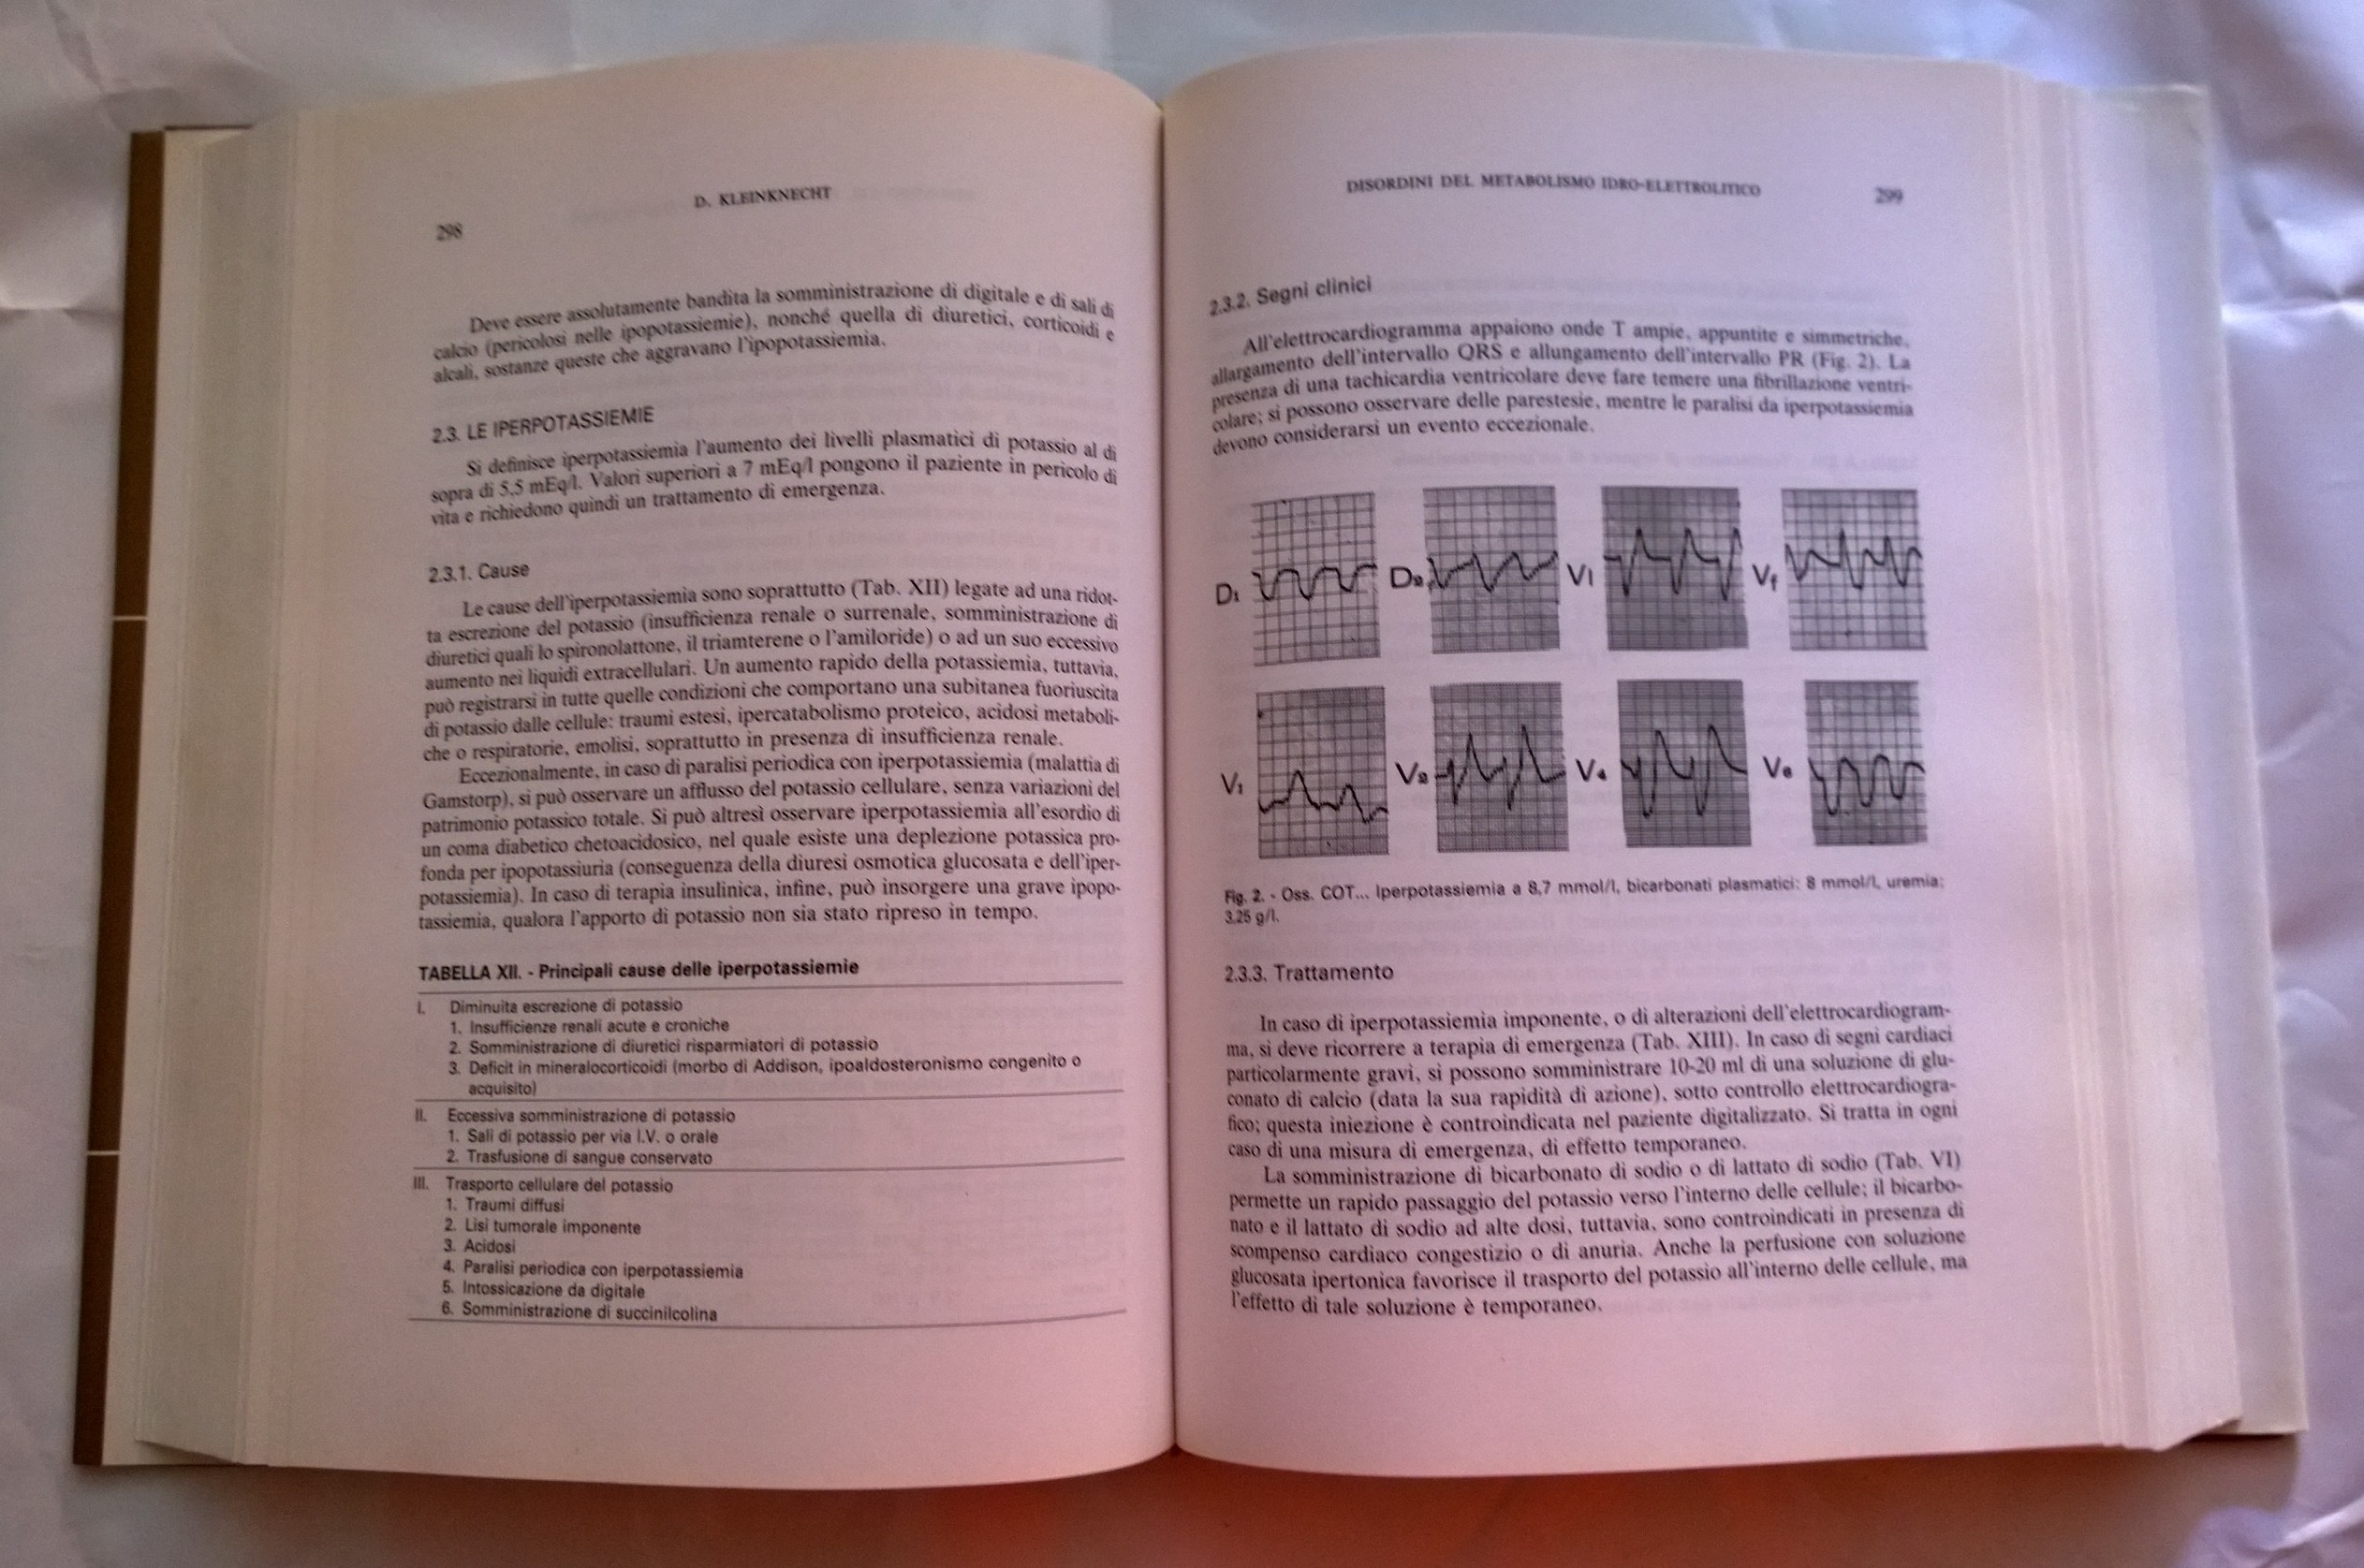 D. KLEINKNECHT
298
Deve essere assolutamente bandita la somministrazione di digitale e di sali di
calcio (pericolosi nelle ipopotassiemie), nonché quella di diuretici, corticoidi e
alcali, sostanze queste che aggravano l'ipopotassiemia.
2.3. LE IPERPOTASSIEMIE
Si definisce iperpotassiemia l'aumento dei livelli plasmatici di potassio al di
sopra di 5,5 mEq/l. Valori superiori a 7 mEq/l pongono il paziente in pericolo di
vita e richiedono quindi un trattamento di emergenza.
2.3.1. Cause
Le cause dell'iperpotassiemia sono soprattutto (Tab. XII) legate ad una ridot-
ta escrezione del potassio (insufficienza renale o surrenale, somministrazione di
diuretici quali lo spironolattone, il triamterene o l'amiloride) o ad un suo eccessivo
aumento nei liquidi extracellulari. Un aumento rapido della potassiemia, tuttavia,
può registrarsi in tutte quelle condizioni che comportano una subitanea fuoriuscita
di potassio dalle cellule: traumi estesi, ipercatabolismo proteico, acidosi metaboli-
che o respiratorie, emolisi, soprattutto in presenza di insufficienza renale.
Eccezionalmente, in caso di paralisi periodica con iperpotassiemia (malattia di
Gamstorp), si può osservare un afflusso del potassio cellulare, senza variazioni del
patrimonio potassico totale. Si può altresì osservare iperpotassiemia all'esordio di
un coma diabetico chetoacidosico, nel quale esiste una deplezione potassica pro-
fonda per ipopotassiuria (conseguenza della diuresi osmotica glucosata e dell'iper-
potassiemia). In caso di terapia insulinica, infine, può insorgere una grave ipopo-
tassiemia, qualora l'apporto di potassio non sia stato ripreso in tempo.
TABELLA XII. - Principali cause delle iperpotassiemie
I. Diminuita escrezione di potassio
1. Insufficienze renali acute e croniche
2. Somministrazione di diuretici risparmiatori di potassio
3. Deficit in mineralocorticoidi (morbo di Addison, ipoaldosteronismo congenito o
acquisito)
II. Eccessiva somministrazione di potassio
1. Sali di potassio per via I.V. o orale
2. Trasfusione di sangue conservato
III. Trasporto cellulare del potassio
1. Traumi diffusi
2. Lisi tumorale imponente
3. Acidosi
4. Paralisi periodica con iperpotassiemia
5. Intossicazione da digitale
6. Somministrazione di succinilcolina
DISORDINI DEL METABOLISMO IDRO-ELETTROLITICO
299
2.3.2. Segni clinici
All'elettrocardiogramma appaiono onde T ampie, appuntite e simmetriche,
allargamento dell'intervallo QRS e allungamento dell'intervallo PR (Fig. 2). La
presenza di una tachicardia ventricolare deve fare temere una fibrillazione ventri-
colare; si possono osservare delle parestesie, mentre le paralisi da iperpotassiemia
devono considerarsi un evento eccezionale.
D1 D2 Vl Vf
V1 V2 V4 V6
Fig. 2. - Oss. COT... Iperpotassiemia a 8,7 mmol/l, bicarbonati plasmatici: 8 mmol/l, uremia:
3,25 g/l.
2.3.3. Trattamento
In caso di iperpotassiemia imponente, o di alterazioni dell'elettrocardiogram-
ma, si deve ricorrere a terapia di emergenza (Tab. XIII). In caso di segni cardiaci
particolarmente gravi, si possono somministrare 10-20 ml di una soluzione di glu-
conato di calcio (data la sua rapidità di azione), sotto controllo elettrocardiogra-
fico; questa iniezione è controindicata nel paziente digitalizzato. Si tratta in ogni
caso di una misura di emergenza, di effetto temporaneo.
La somministrazione di bicarbonato di sodio o di lattato di sodio (Tab. VI)
permette un rapido passaggio del potassio verso l'interno delle cellule; il bicarbo-
nato e il lattato di sodio ad alte dosi, tuttavia, sono controindicati in presenza di
scompenso cardiaco congestizio o di anuria. Anche la perfusione con soluzione
glucosata ipertonica favorisce il trasporto del potassio all'interno delle cellule, ma
l'effetto di tale soluzione è temporaneo.